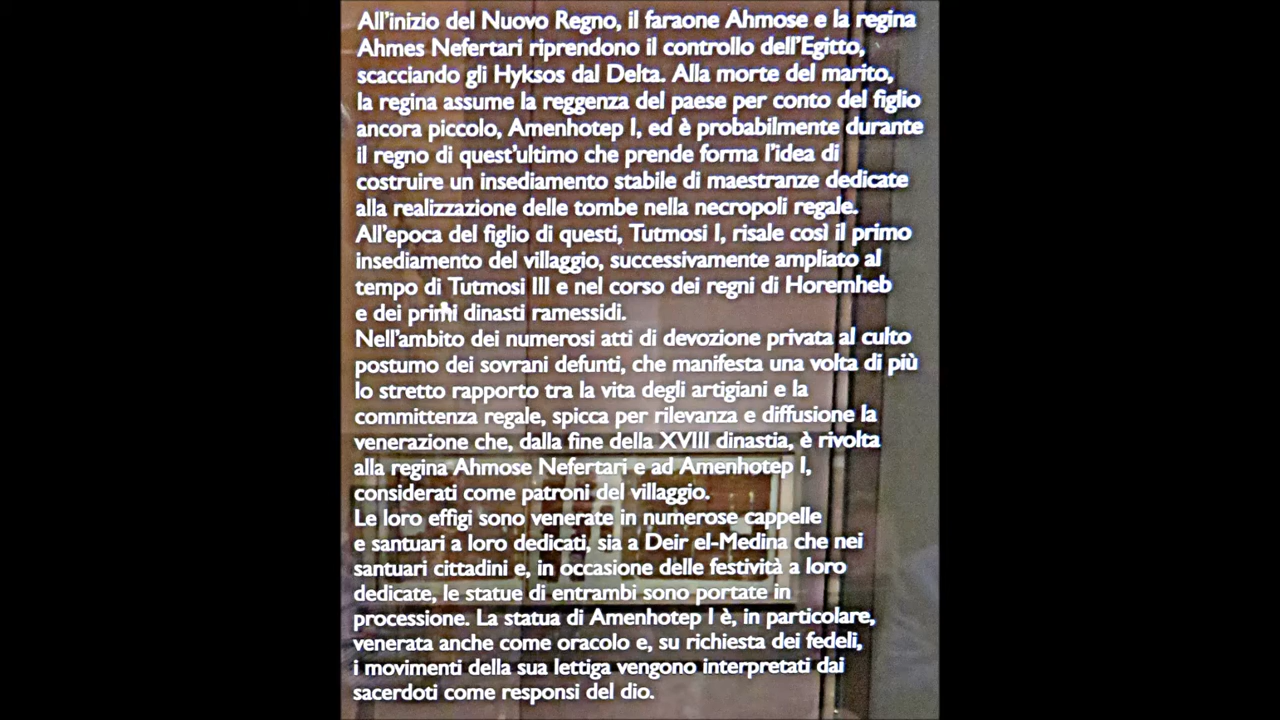 All'inizio del Nuovo Regno, il faraone Ahmose e la regina
Ahmes Nefertari riprendono il controllo dell'Egitto,
scacciando gli Hyksos dal Delta. Alla morte del marito,
la regina assume la reggenza del paese per conto del figlio
ancora piccolo, Amenhotep I, ed è probabilmente durante
il regno di quest'ultimo che prende forma l'idea di
costruire un insediamento stabile di maestranze dedicate
alla realizzazione delle tombe nella necropoli regale.
All'epoca del figlio di questi, Tutmosi I, risale così il primo
insediamento del villaggio, successivamente ampliato al
tempo di Tutmosi III e nel corso dei regni di Horemheb
e dei primi dinasti ramessidi.
Nell'ambito dei numerosi atti di devozione privata al culto
postumo dei sovrani defunti, che manifesta una volta di più
lo stretto rapporto tra la vita degli artigiani e la
committenza regale, spicca per rilevanza e diffusione la
venerazione che, dalla fine della XVIII dinastia, è rivolta
alla regina Ahmose Nefertari e ad Amenhotep I,
considerati come patroni del villaggio.
Le loro effigi sono venerate in numerose cappelle
e santuari a loro dedicati, sia a Deir el-Medina che nei
santuari cittadini e, in occasione delle festività a loro
dedicate, le statue di entrambi sono portate in
processione. La statua di Amenhotep I è, in particolare,
venerata anche come oracolo e, su richiesta dei fedeli,
i movimenti della sua lettiga vengono interpretati dai
sacerdoti come responsi del dio.